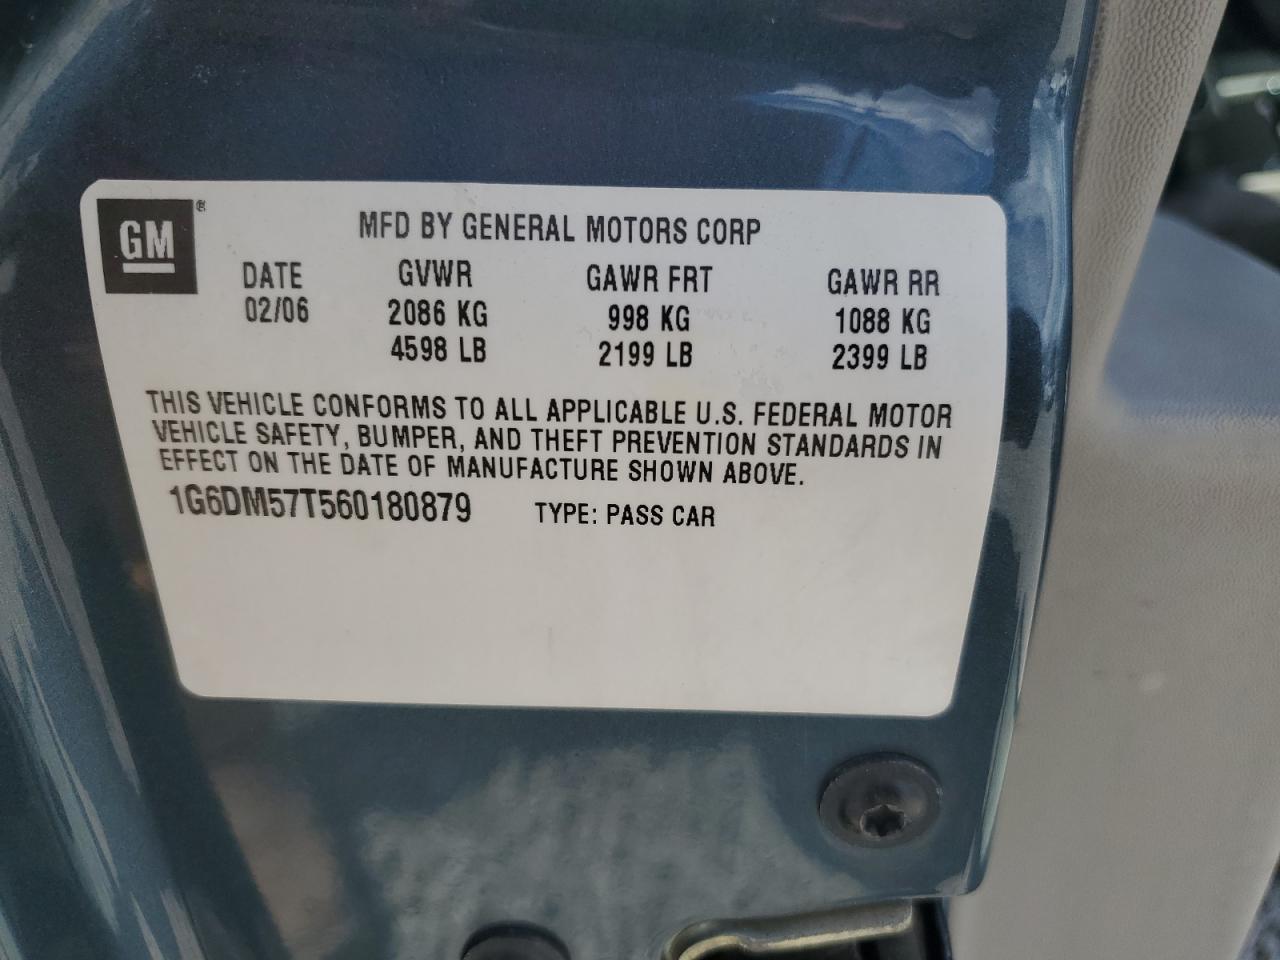 GM ®
MFD BY GENERAL MOTORS CORP
DATE GVWR GAWR FRT GAWR RR
02/06 2086 KG 998 KG 1088 KG
4598 LB 2199 LB 2399 LB
THIS VEHICLE CONFORMS TO ALL APPLICABLE U.S. FEDERAL MOTOR
VEHICLE SAFETY, BUMPER, AND THEFT PREVENTION STANDARDS IN
EFFECT ON THE DATE OF MANUFACTURE SHOWN ABOVE.
1G6DM57T560180879 TYPE: PASS CAR